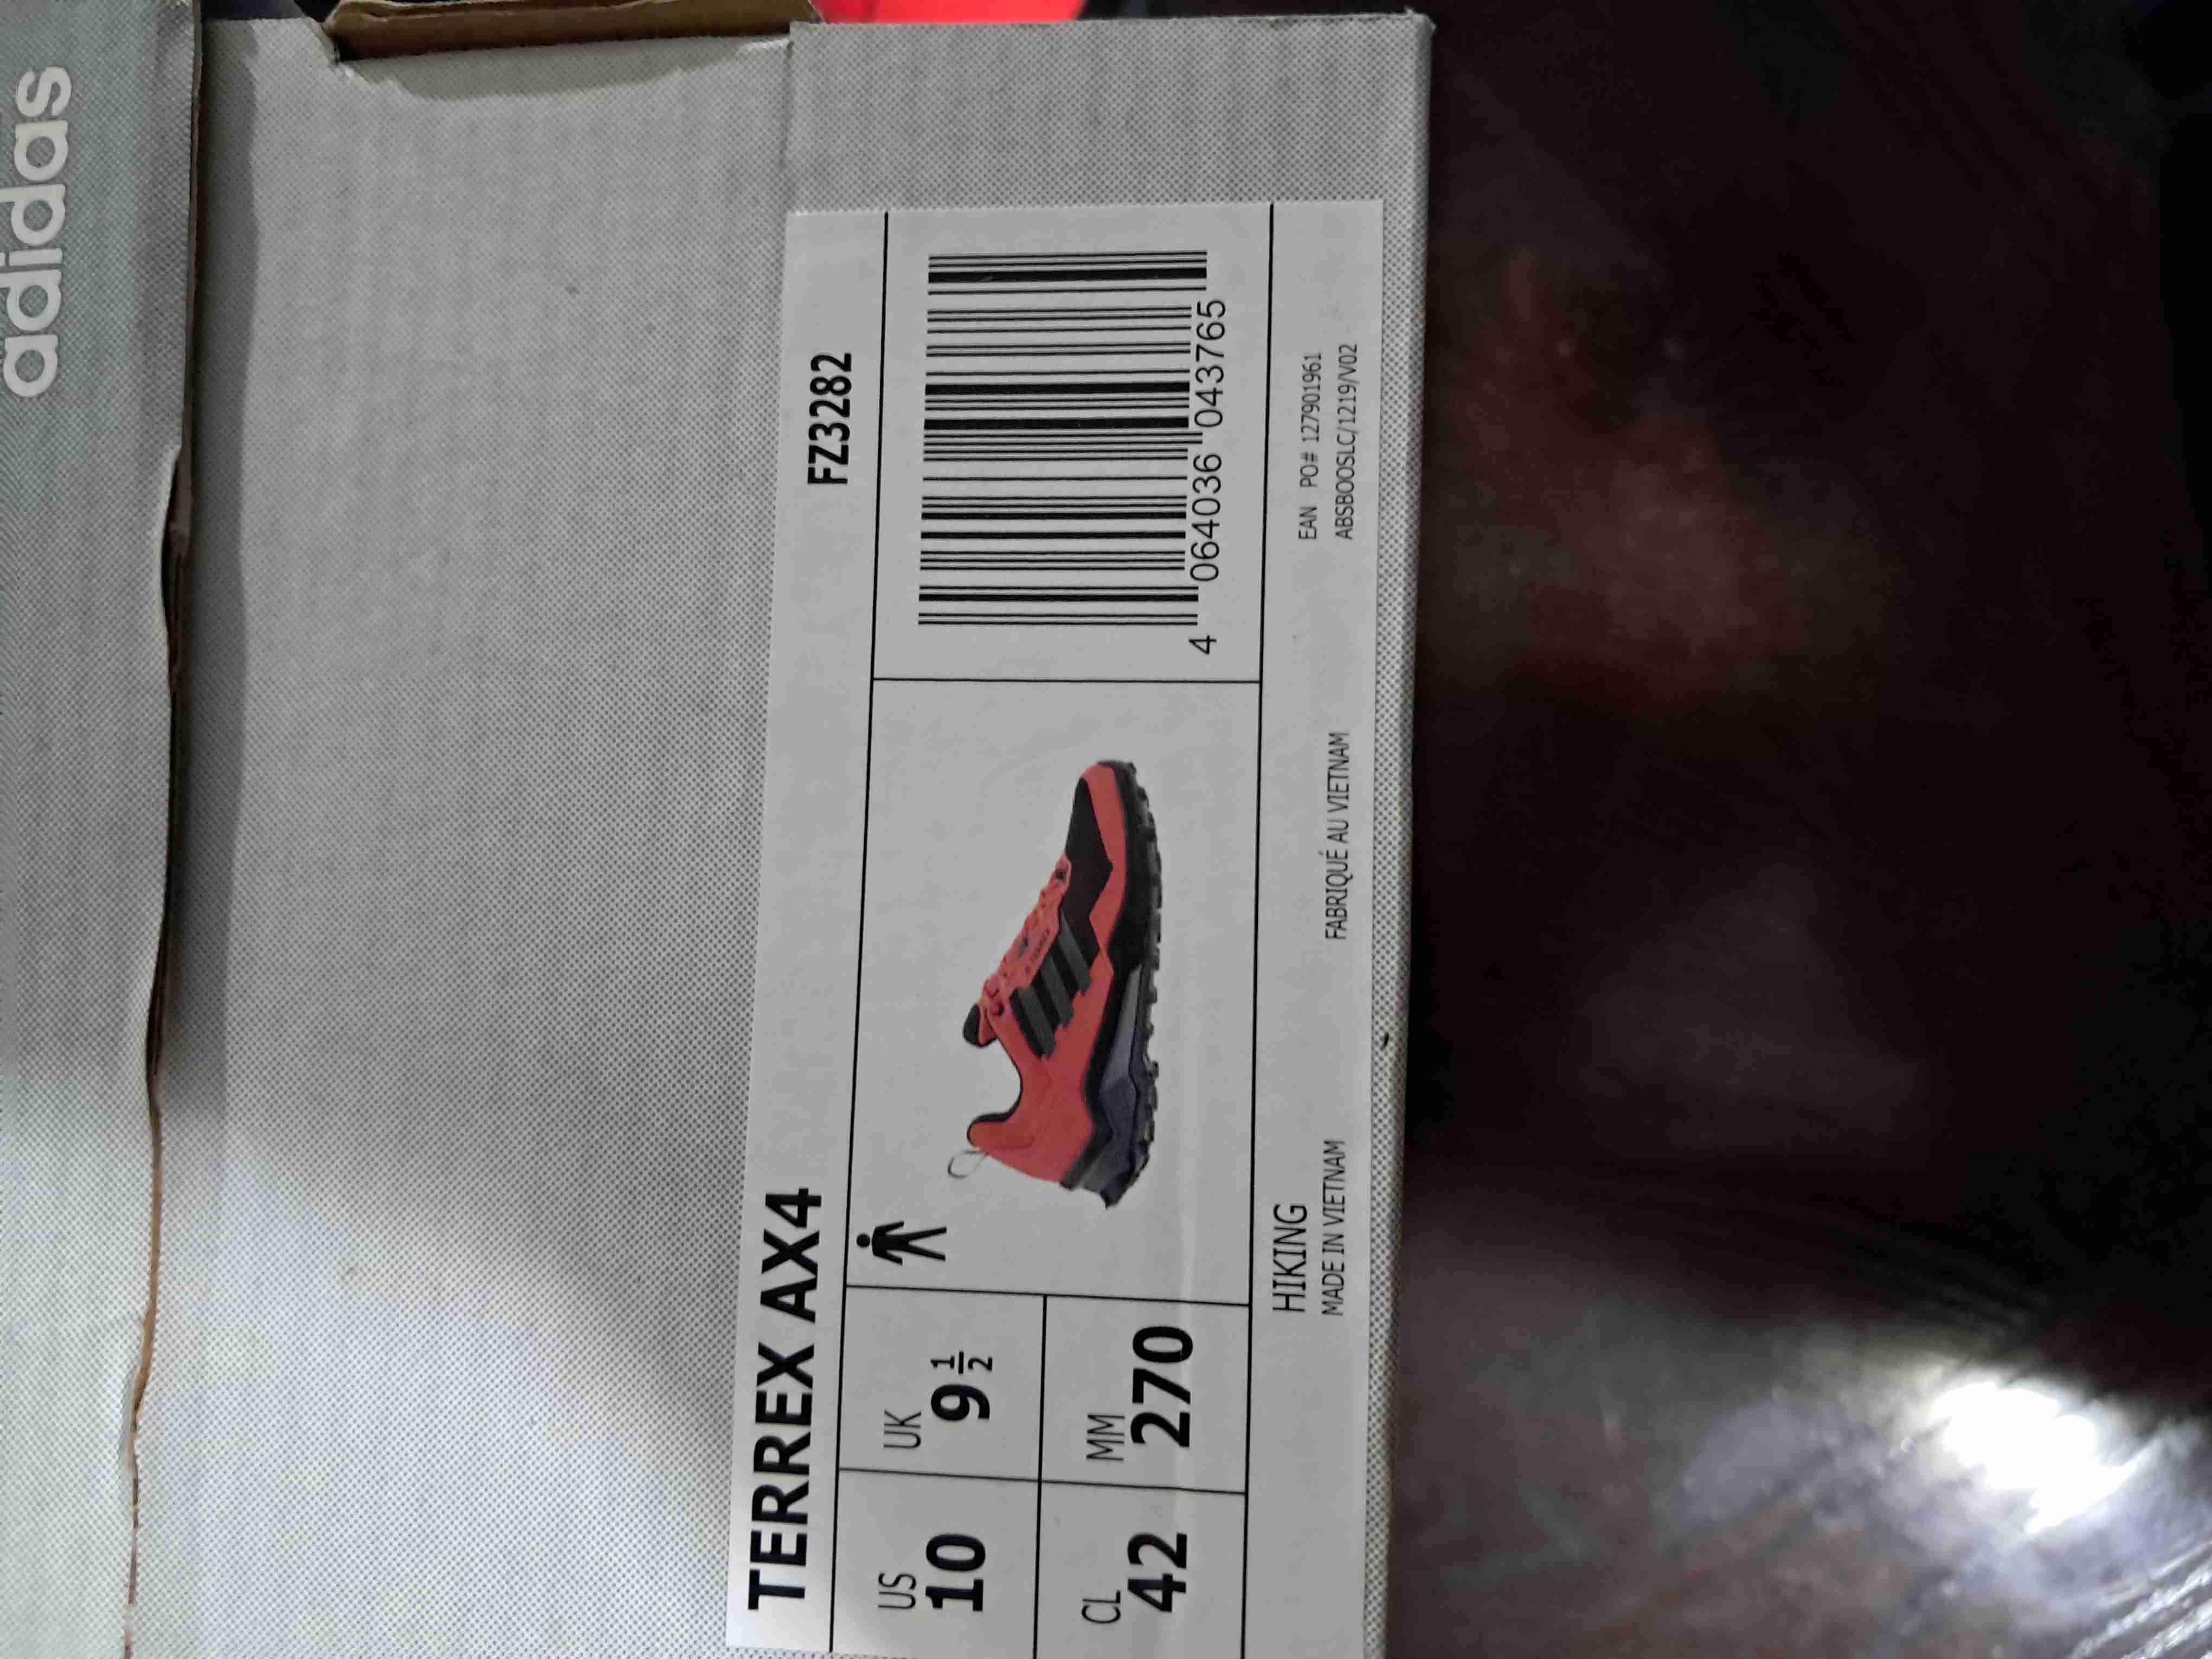 adidas
TERREX AX4 FZ3282
US UK
10 9 1/2
CL MM
42 270
4 064036 043765
HIKING
MADE IN VIETNAM FABRIQUÉ AU VIETNAM
EAN PO# 127901961
ABSBOOSLC/1219/V02